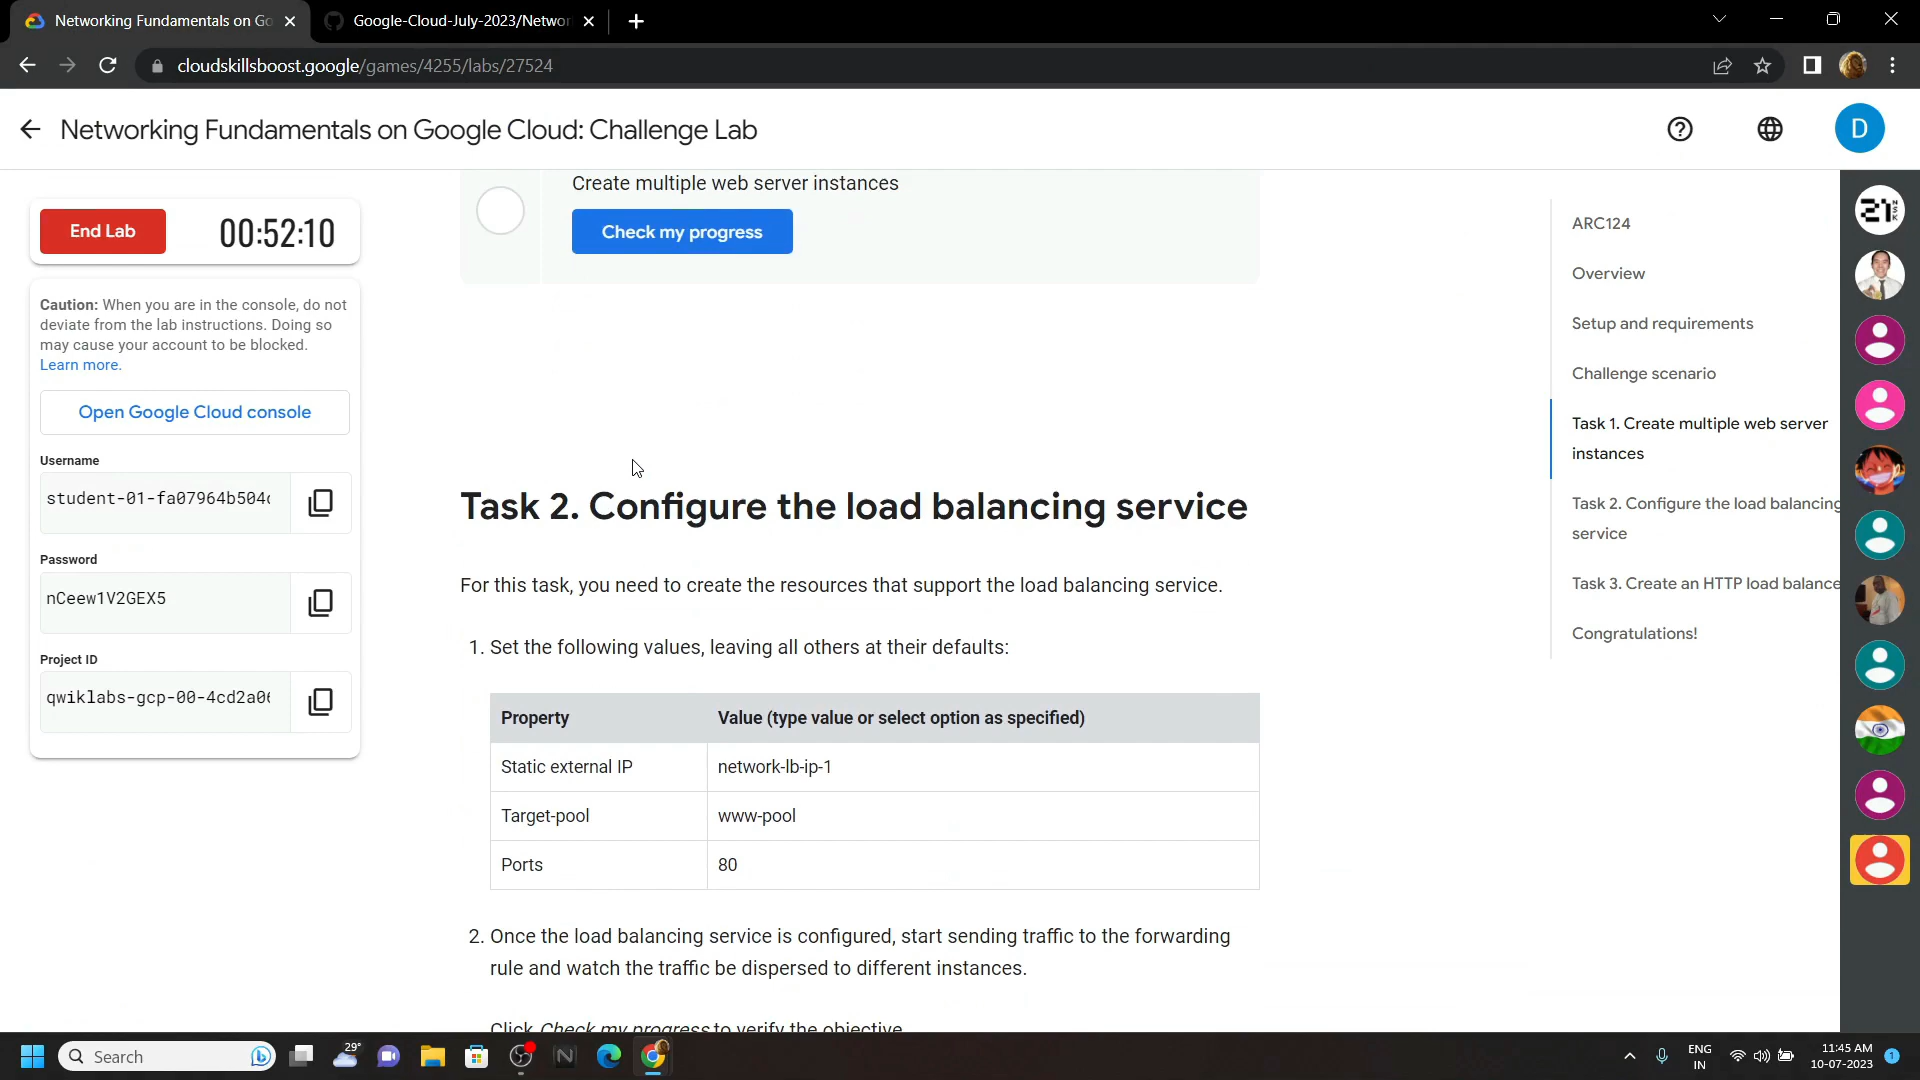 Networking Fundamentals on Go
Google-Cloud-July-2023/Networ
cloudskillsboost.google/games/4255/labs/27524
Networking Fundamentals on Google Cloud: Challenge Lab
D
End Lab
00:52:10
Caution: When you are in the console, do not
deviate from the lab instructions. Doing so
may cause your account to be blocked.
Learn more.
Open Google Cloud console
Username
student-01-fa07964b504
Password
nCeew1V2GEX5
Project ID
qwiklabs-gcp-00-4cd2a0
Create multiple web server instances
Check my progress
Task 2. Configure the load balancing service
For this task, you need to create the resources that support the load balancing service.
1. Set the following values, leaving all others at their defaults:
Property Value (type value or select option as specified)
Static external IP network-lb-ip-1
Target-pool www-pool
Ports 80
2. Once the load balancing service is configured, start sending traffic to the forwarding
rule and watch the traffic be dispersed to different instances.
Click Check my progress to verify the objective
ARC124
Overview
Setup and requirements
Challenge scenario
Task 1. Create multiple web server
instances
Task 2. Configure the load balancing
service
Task 3. Create an HTTP load balance
Congratulations!
21
NSK
Search
29°
ENG
IN
11:45 AM
10-07-2023
1